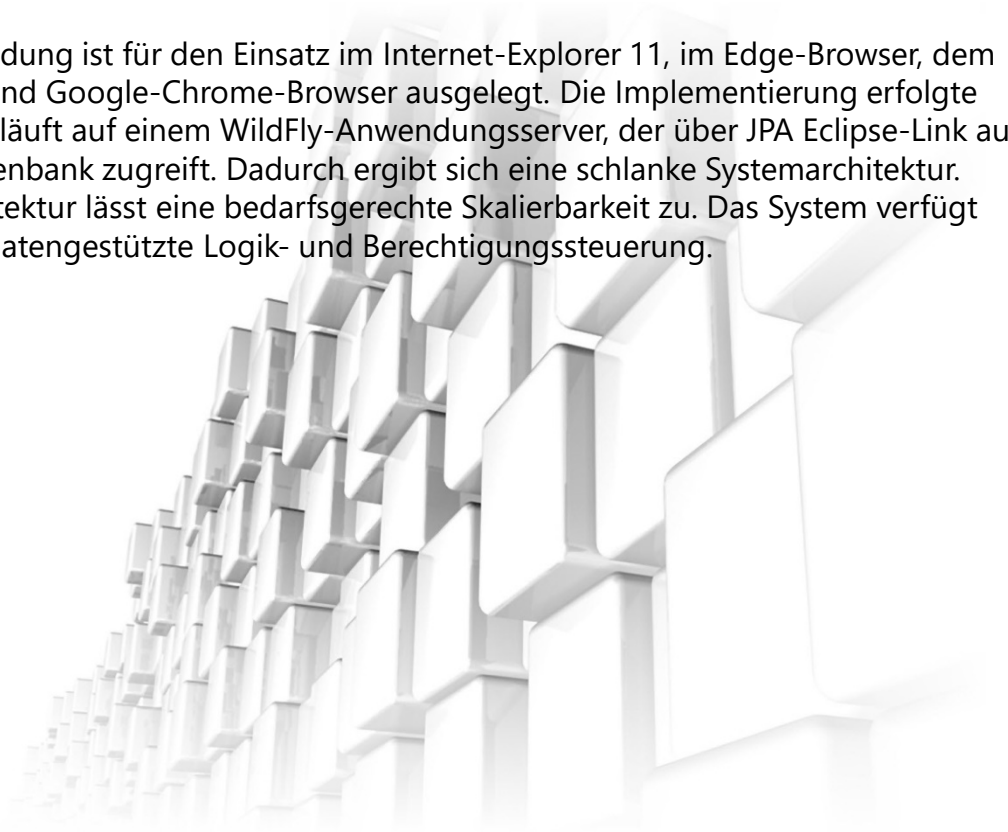 dung ist für den Einsatz im Internet-Explorer 11, im Edge-Browser, dem
nd Google-Chrome-Browser ausgelegt. Die Implementierung erfolgte
läuft auf einem WildFly-Anwendungsserver, der über JPA Eclipse-Link au
enbank zugreift. Dadurch ergibt sich eine schlanke Systemarchitektur.
tektur lässt eine bedarfsgerechte Skalierbarkeit zu. Das System verfügt
atengestützte Logik- und Berechtigungssteuerung.